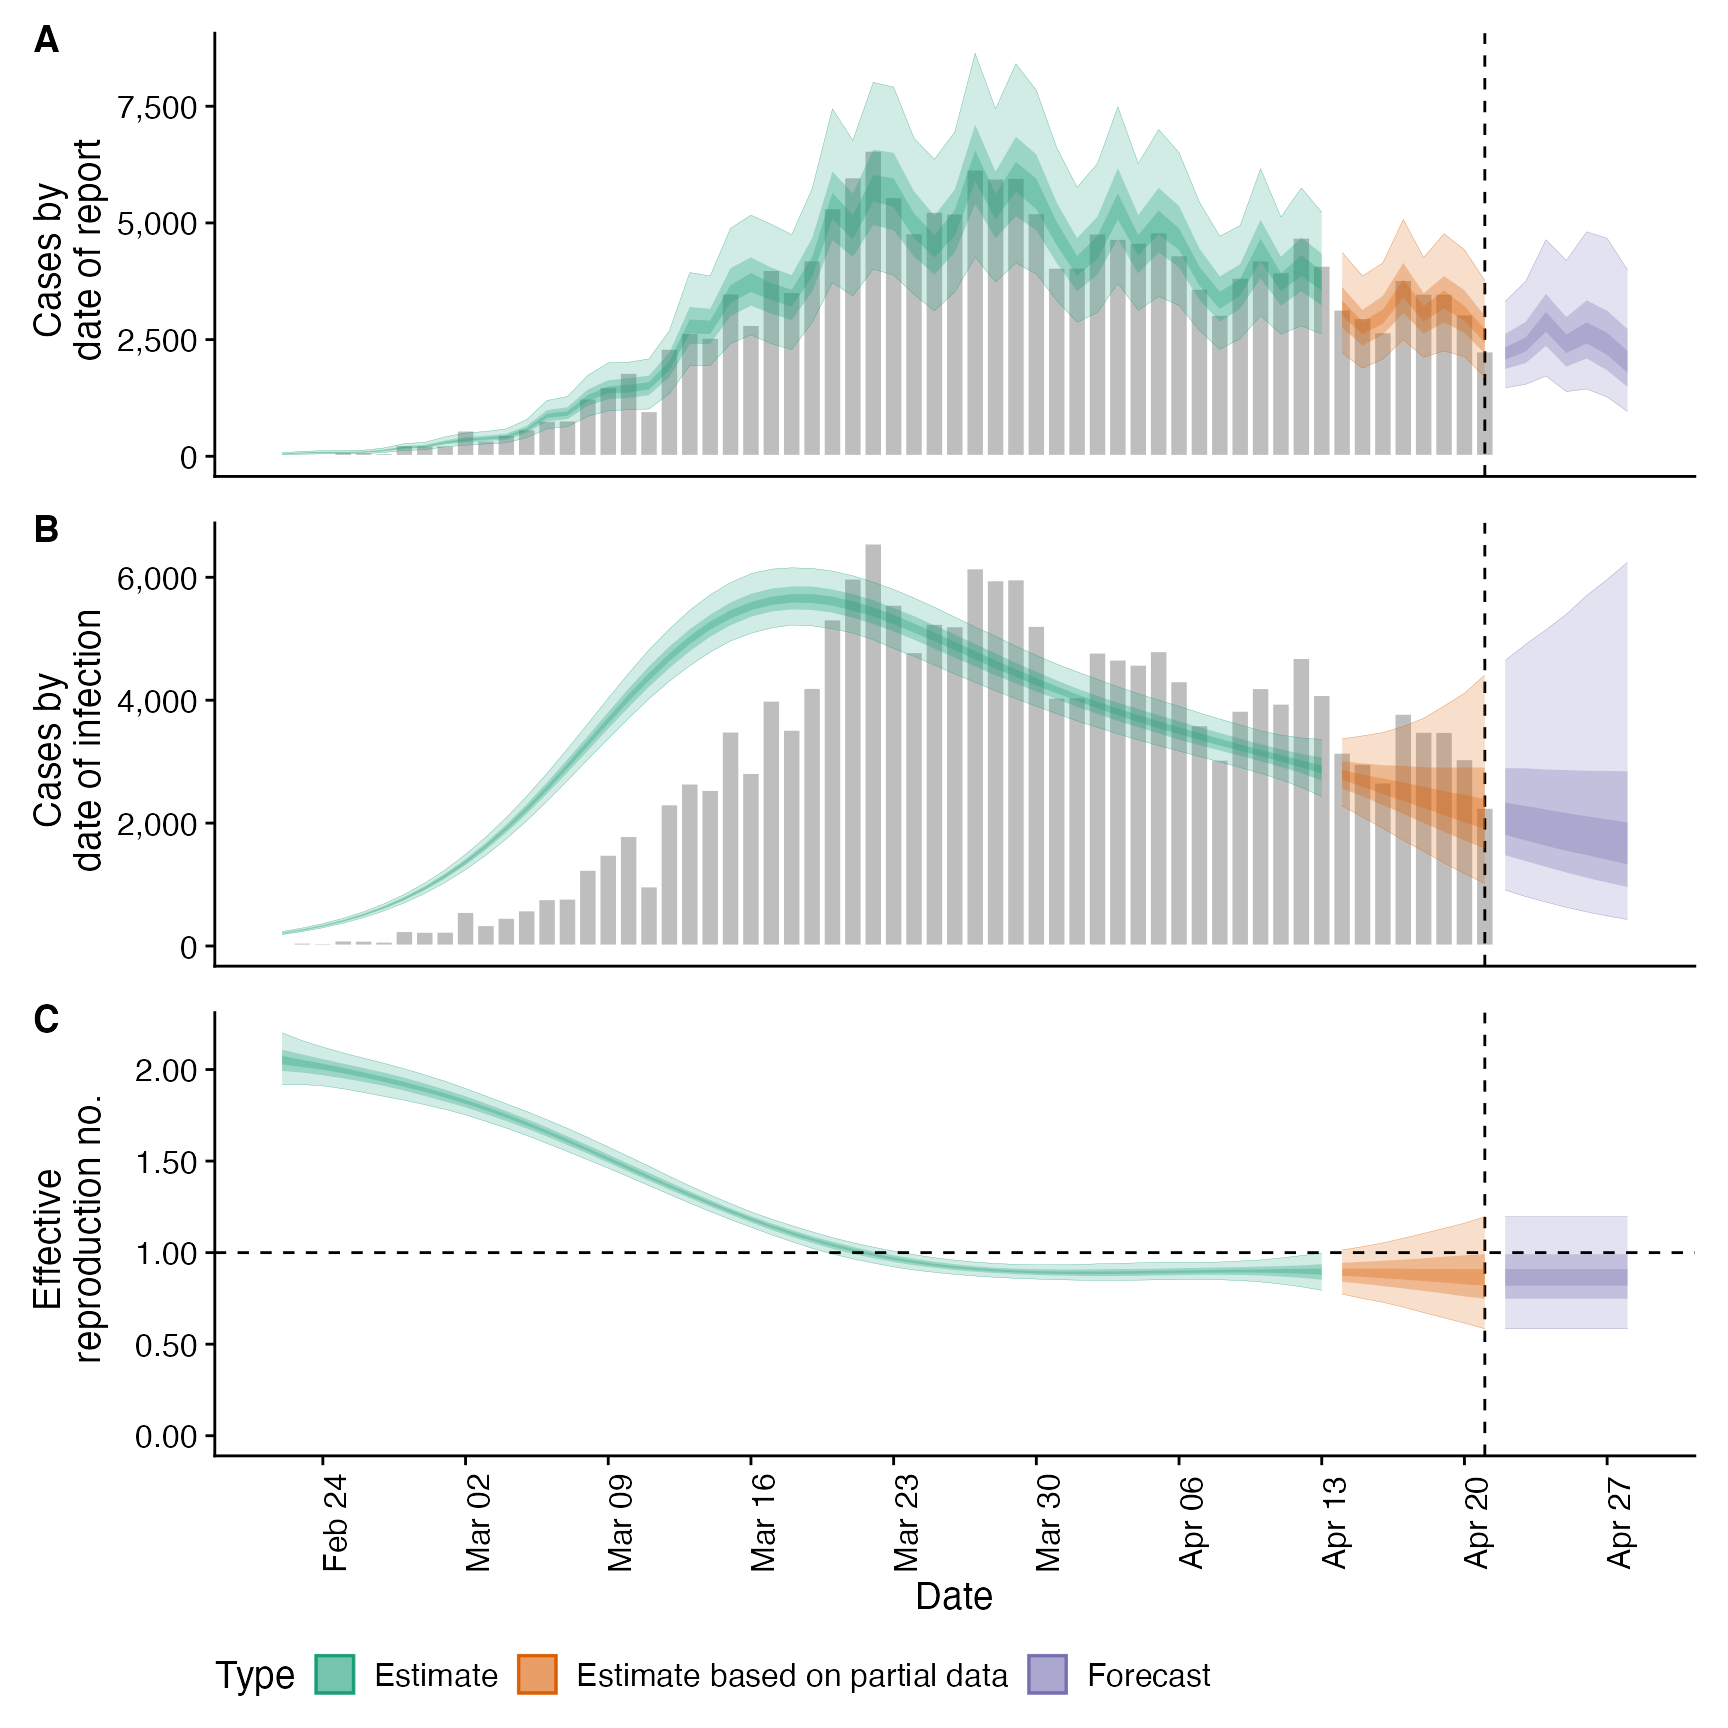 A
Cases by
date of report
7,500
5,000
2,500
0
B
Cases by
date of infection
6,000
4,000
2,000
0
C
Effective
reproduction no.
2.00
1.50
1.00
0.50
0.00
Feb 24
Mar 02
Mar 09
Mar 16
Mar 23
Mar 30
Apr 06
Apr 13
Apr 20
Apr 27
Date
Type Estimate Estimate based on partial data Forecast